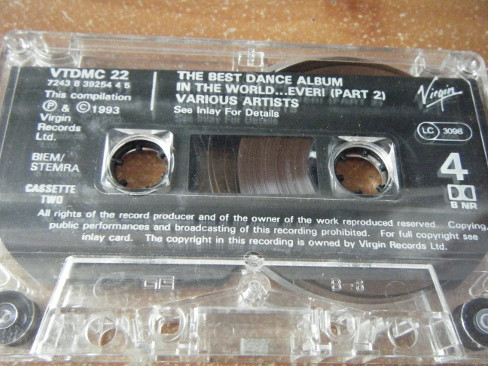 VTDMC 22
7243 8 39254 4 5
This compilation
Ⓟ & © 1993
Virgin
Records
Ltd.
BIEM/
STEMRA
CASSETTE
TWO
THE BEST DANCE ALBUM
IN THE WORLD...EVER! (PART 2)
VARIOUS ARTISTS
See Inlay For Details
Virgin
LC 3098
4
B NR
All rights of the record producer and of the owner of the work reproduced reserved. Copying,
public performances and broadcasting of this recording prohibited. For full copyright see
inlay card. The copyright in this recording is owned by Virgin Records Ltd.